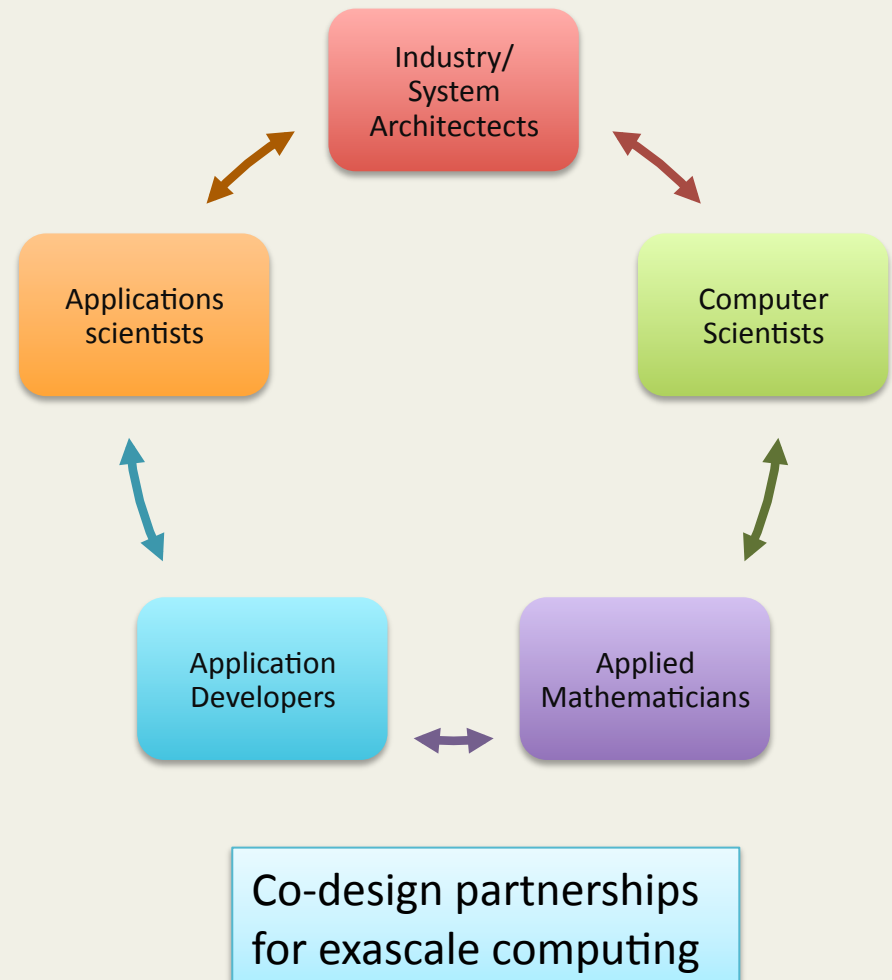 Industry/
System
Architectects
Applications
scientists
Computer
Scientists
Application
Developers
Applied
Mathematicians
Co-design partnerships
for exascale computing